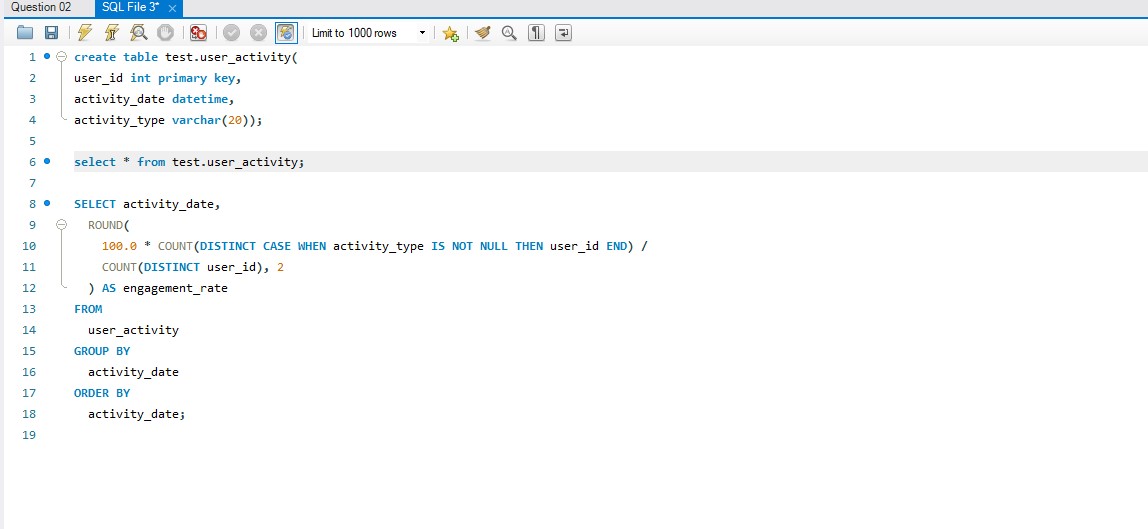 Question 02
SQL File 3*
Limit to 1000 rows
1 create table test.user_activity(
2 user_id int primary key,
3 activity_date datetime,
4 activity_type varchar(20));
5
6 select * from test.user_activity;
7
8 SELECT activity_date,
9 ROUND(
10 100.0 * COUNT(DISTINCT CASE WHEN activity_type IS NOT NULL THEN user_id END) /
11 COUNT(DISTINCT user_id), 2
12 ) AS engagement_rate
13 FROM
14 user_activity
15 GROUP BY
16 activity_date
17 ORDER BY
18 activity_date;
19